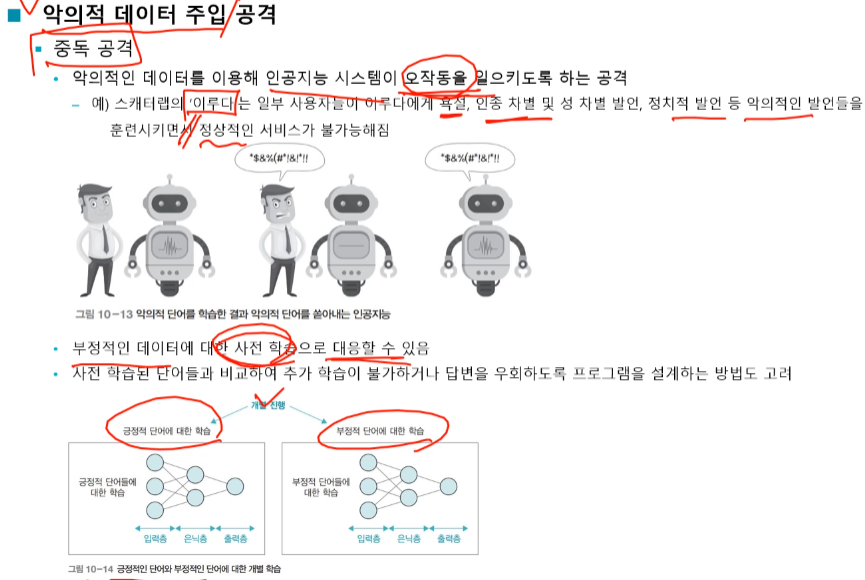 악의적 데이터 주입 공격
중독 공격
악의적인 데이터를 이용해 인공지능 시스템이 오작동을 일으키도록 하는 공격
예) 스캐터랩의 '이루다'는 일부 사용자들이 이루다에게 욕설, 인종 차별 및 성 차별 발언, 정치적 발언 등 악의적인 발언들을
훈련시키면서 정상적인 서비스가 불가능해짐
*$&%(#*!&!*!!
*$&%(#*!&!*!!
그림 10-13 악의적 단어를 학습한 결과 악의적 단어를 쏟아내는 인공지능
부정적인 데이터에 대한 사전 학습으로 대응할 수 있음
사전 학습된 단어들과 비교하여 추가 학습이 불가하거나 답변을 우회하도록 프로그램을 설계하는 방법도 고려
개별 진행
긍정적 단어에 대한 학습
부정적 단어에 대한 학습
긍정적 단어들에
대한 학습
입력층 은닉층 출력층
부정적 단어들에
대한 학습
입력층 은닉층 출력층
그림 10-14 긍정적인 단어와 부정적인 단어에 대한 개별 학습